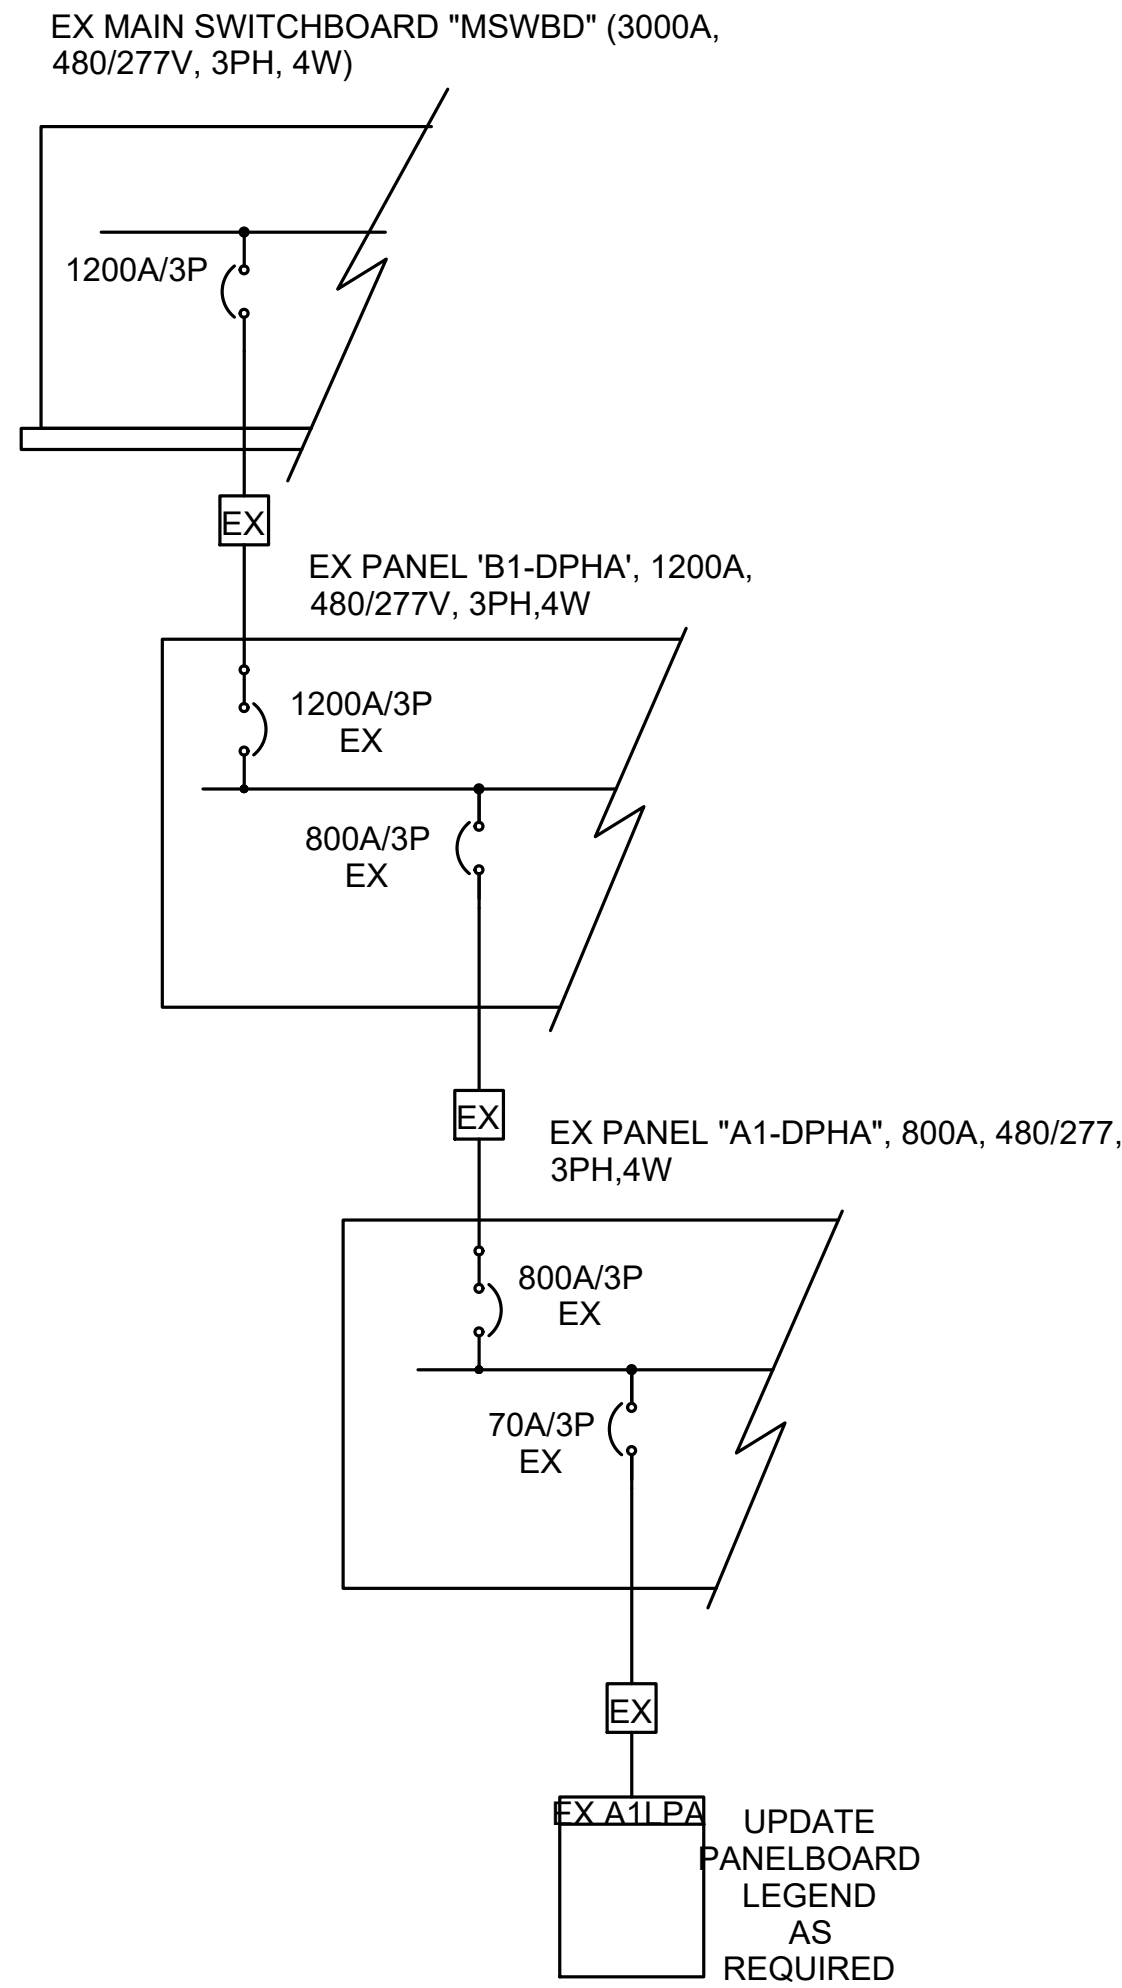 EX MAIN SWITCHBOARD "MSWBD" (3000A,
480/277V, 3PH, 4W)
1200A/3P
EX
EX PANEL 'B1-DPHA', 1200A,
480/277V, 3PH,4W
1200A/3P
EX
800A/3P
EX
EX
EX PANEL "A1-DPHA", 800A, 480/277,
3PH,4W
800A/3P
EX
70A/3P
EX
EX
EX A1LPA
UPDATE
PANELBOARD
LEGEND
AS
REQUIRED